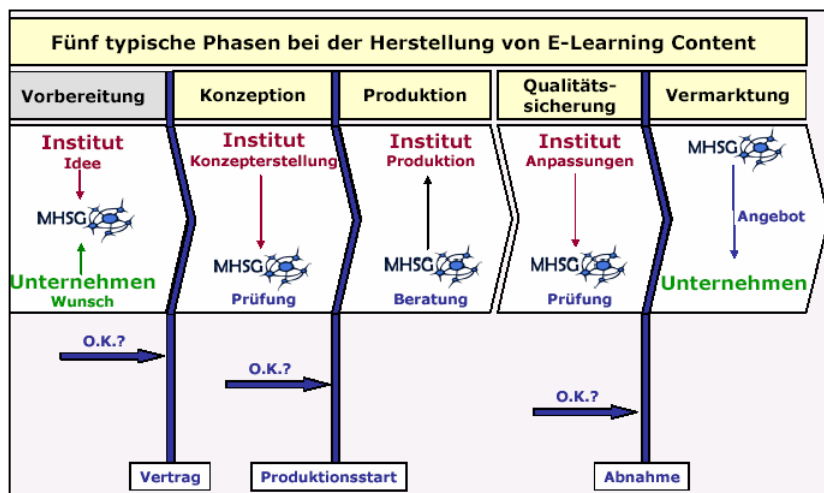 Fünf typische Phasen bei der Herstellung von E-Learning Content
Vorbereitung
Konzeption
Produktion
Qualitäts-
sicherung
Vermarktung
Institut
Idee
MHSG
Unternehmen
Wunsch
Institut
Konzepterstellung
MHSG
Prüfung
Institut
Produktion
MHSG
Beratung
Institut
Anpassungen
MHSG
Prüfung
MHSG
Angebot
Unternehmen
O.K.?
O.K.?
O.K.?
Vertrag
Produktionsstart
Abnahme